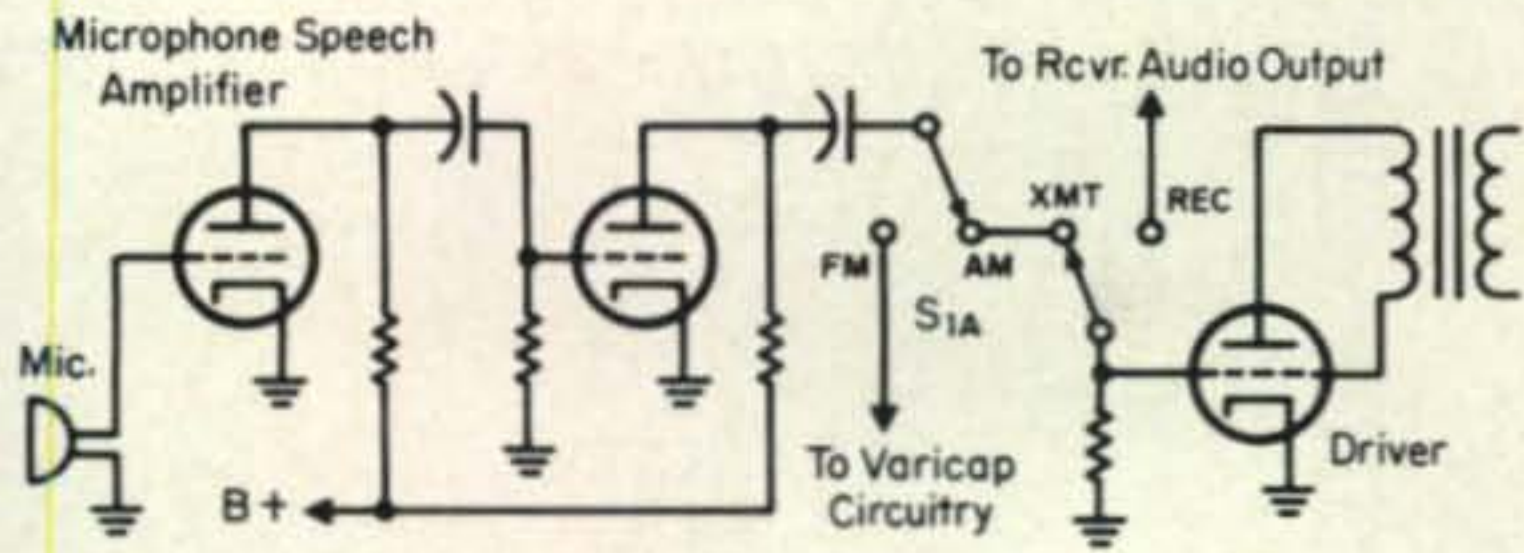 Microphone Speech
Amplifier
To Rcvr. Audio Output
XMT
REC
FM
AM
S1A
Mic.
B+
To Varicap
Circuitry
Driver